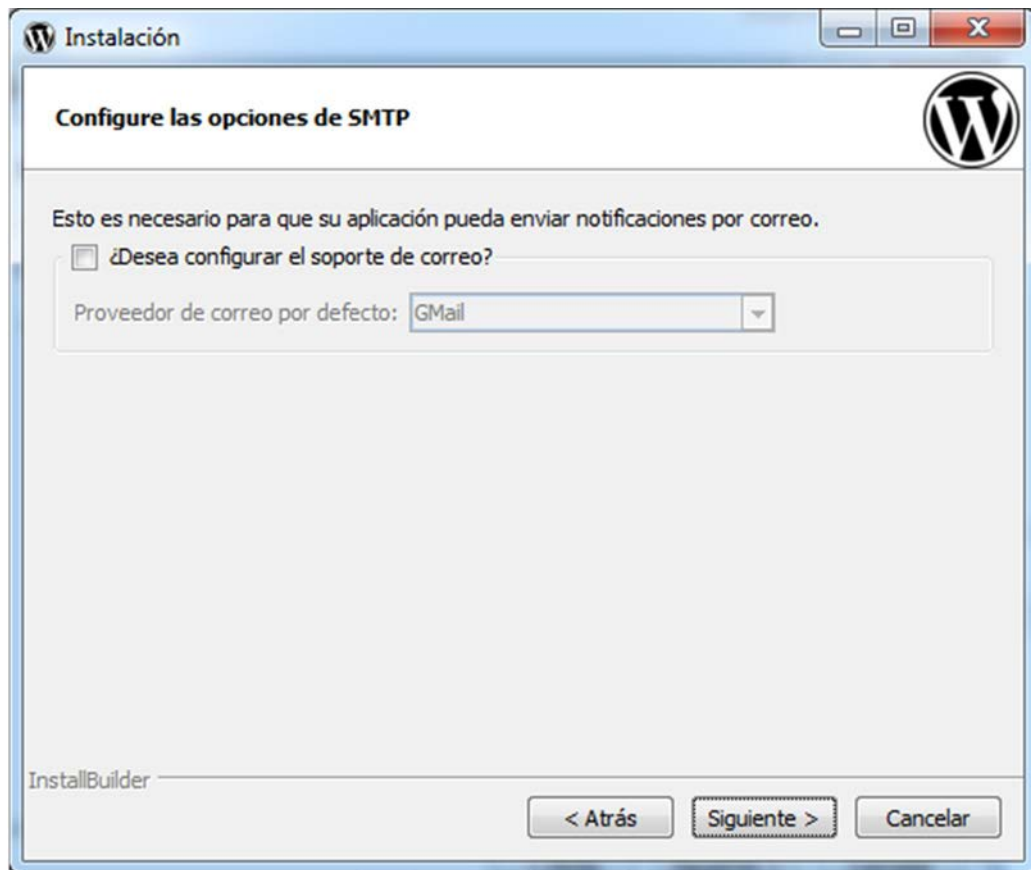 Instalación
Configure las opciones de SMTP
Esto es necesario para que su aplicación pueda enviar notificaciones por correo.
¿Desea configurar el soporte de correo?
Proveedor de correo por defecto: GMail
InstallBuilder
< Atrás Siguiente > Cancelar